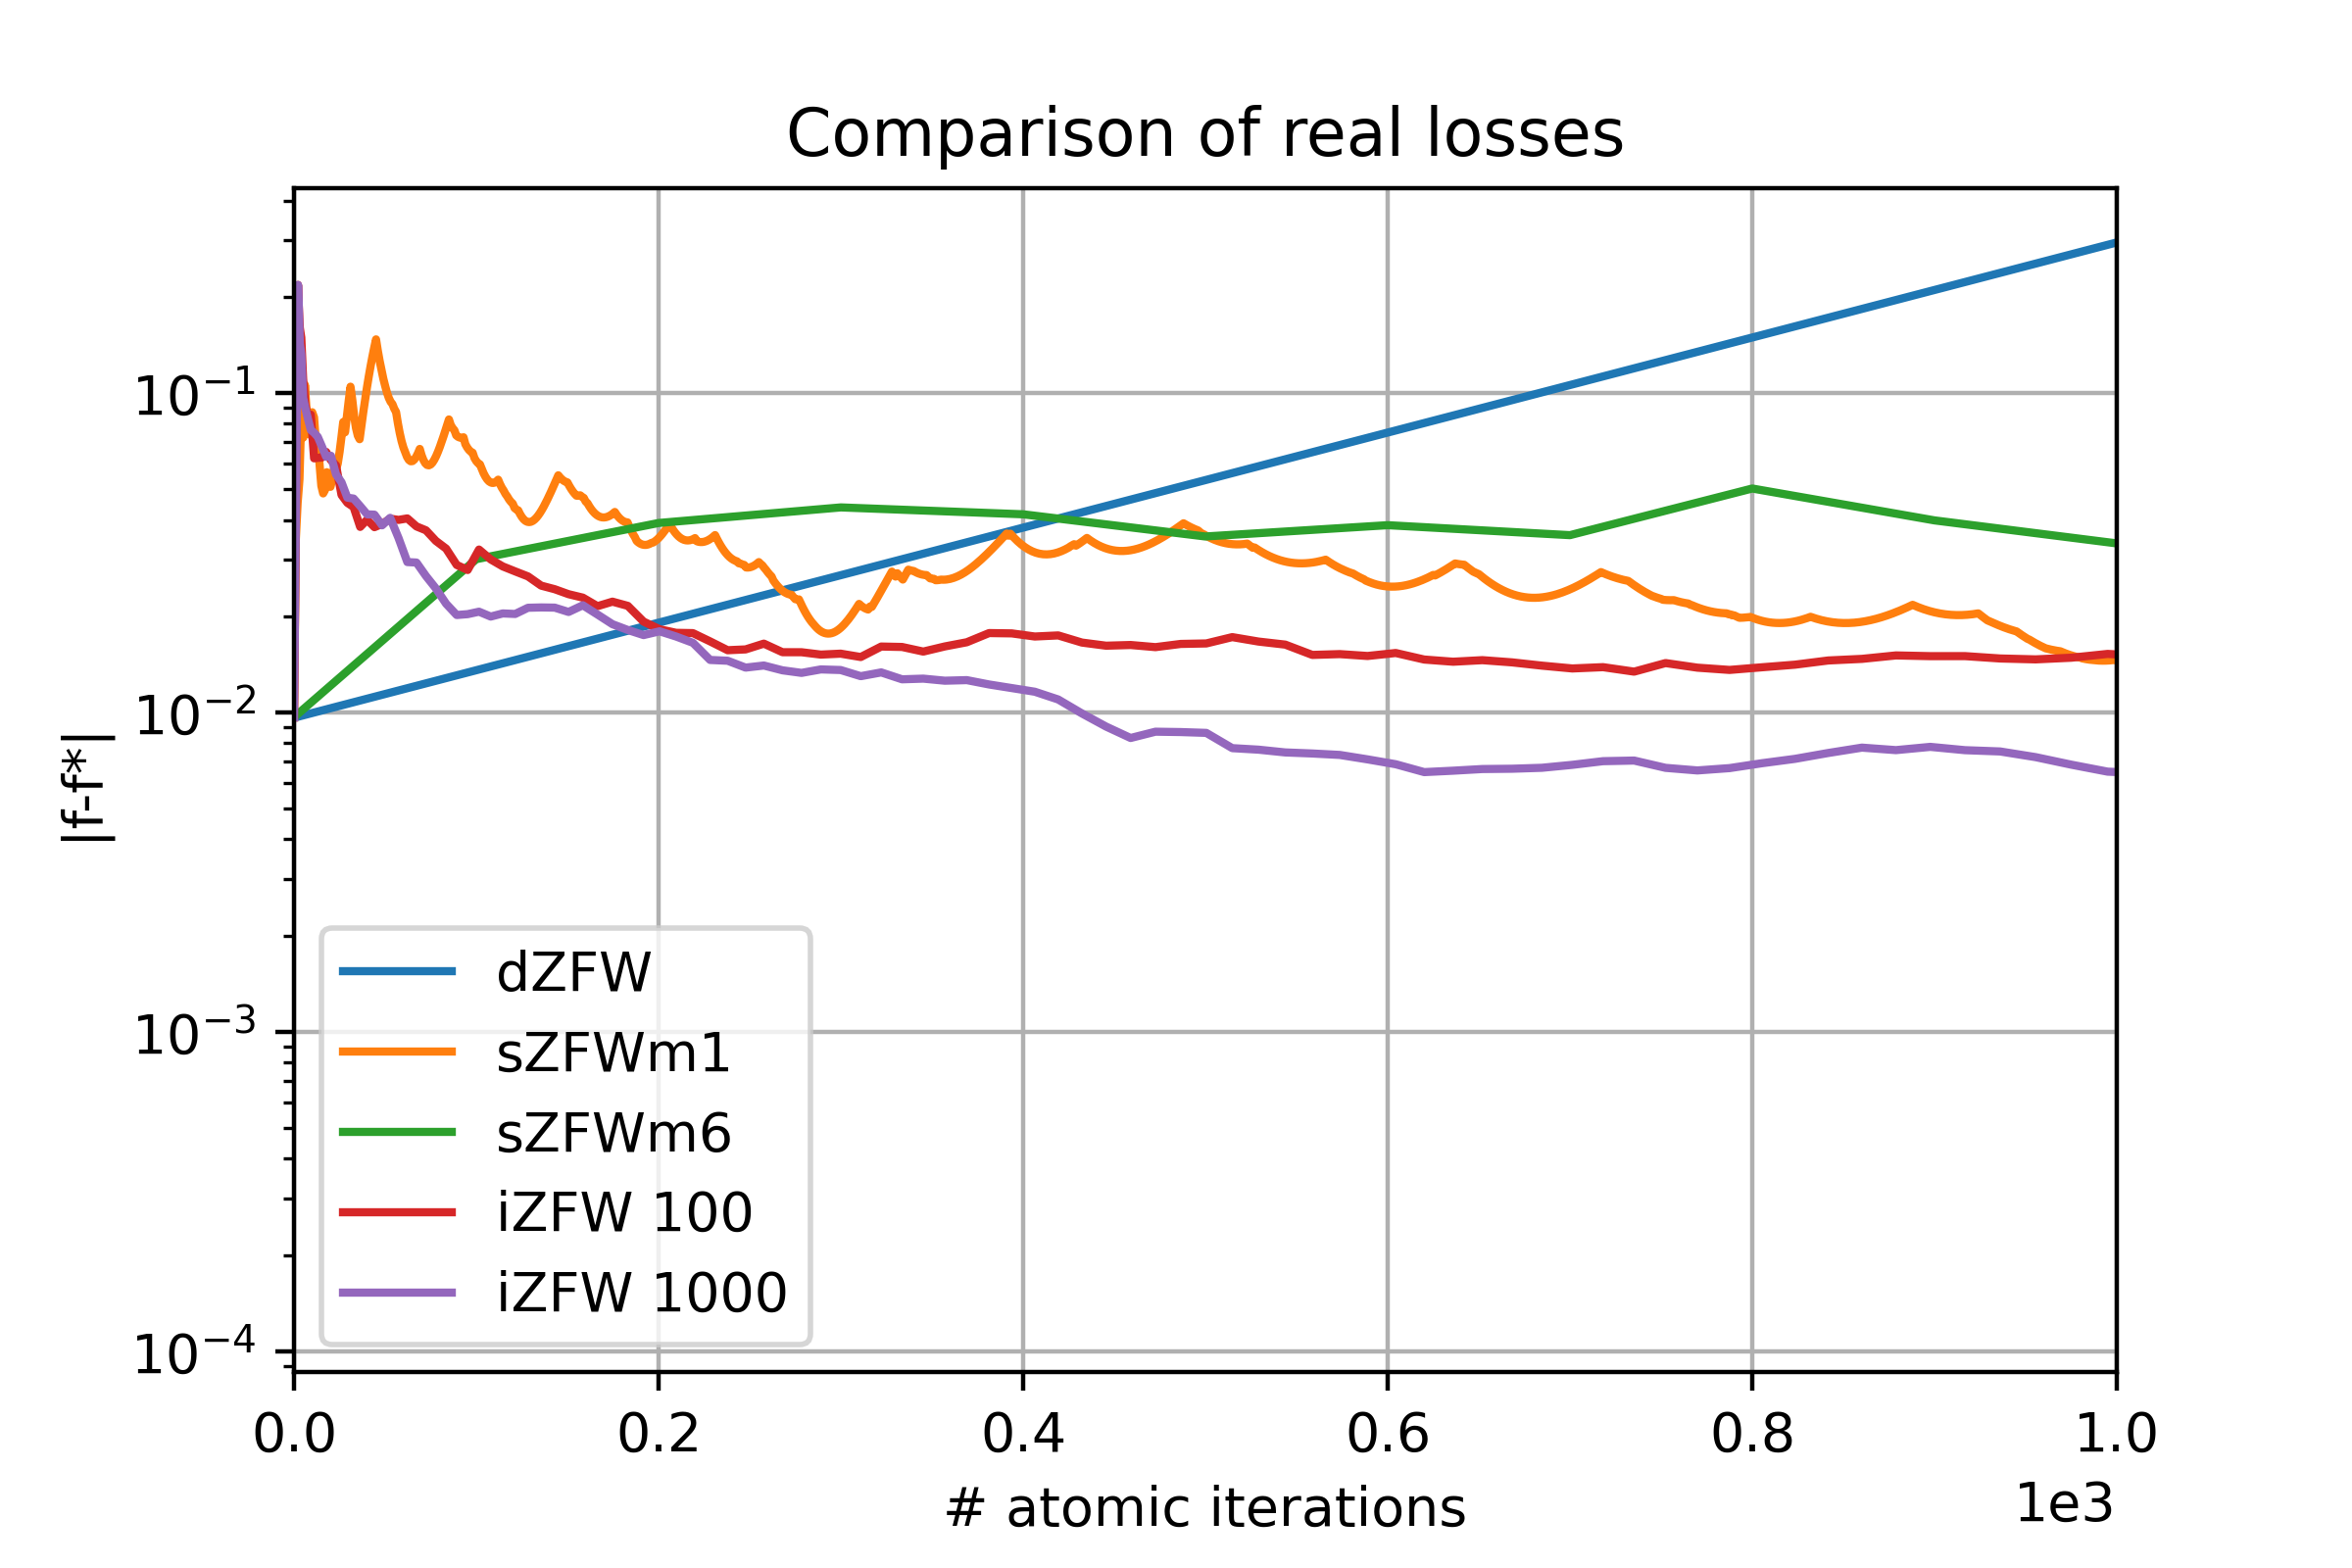 Comparison of real losses
|f-f*|
10⁻¹
10⁻²
10⁻³
10⁻⁴
dZFW
sZFWm1
sZFWm6
iZFW 100
iZFW 1000
0.0 0.2 0.4 0.6 0.8 1.0
1e3
# atomic iterations